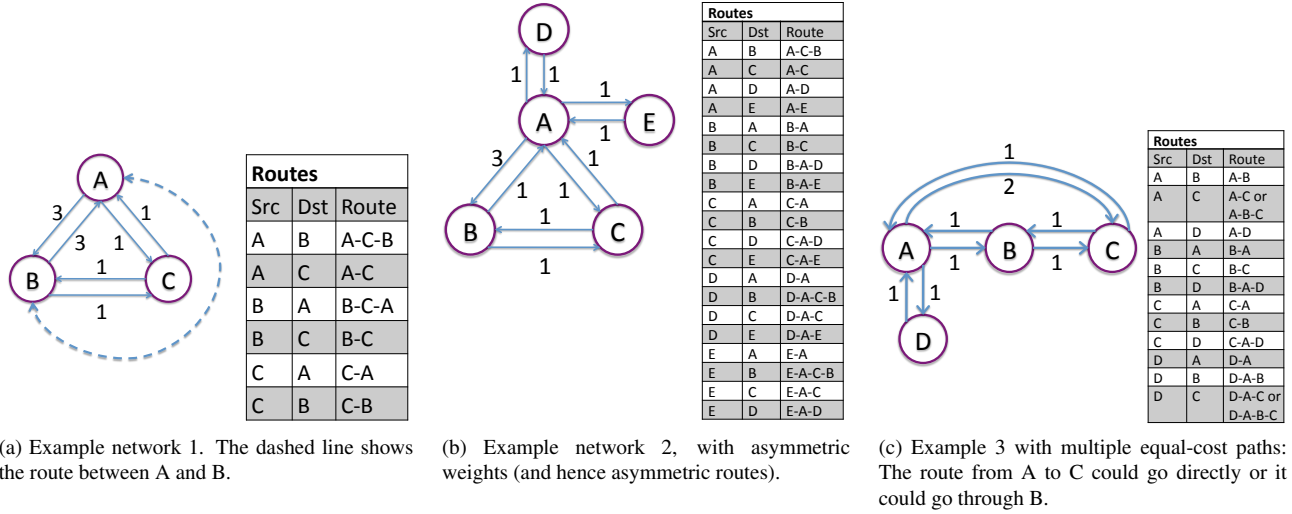 A
3
1
3
1
B
1
C
1
Routes
Src Dst Route
A B A-C-B
A C A-C
B A B-C-A
B C B-C
C A C-A
C B C-B
(a) Example network 1. The dashed line shows
the route between A and B.
D
1 1
1
A
E
1
3
1
1
1
B
1
C
1
Routes
Src Dst Route
A B A-C-B
A C A-C
A D A-D
A E A-E
B A B-A
B C B-C
B D B-A-D
B E B-A-E
C A C-A
C B C-B
C D C-A-D
C E C-A-E
D A D-A
D B D-A-C-B
D C D-A-C
D E D-A-E
E A E-A
E B E-A-C-B
E C E-A-C
E D E-A-D
(b) Example network 2, with asymmetric
weights (and hence asymmetric routes).
1
2
1 1
A B C
1 1
1 1
D
Routes
Src Dst Route
A B A-B
A C A-C or
A-B-C
A D A-D
B A B-A
B C B-C
B D B-A-D
C A C-A
C B C-B
C D C-A-D
D A D-A
D B D-A-B
D C D-A-C or
D-A-B-C
(c) Example 3 with multiple equal-cost paths:
The route from A to C could go directly or it
could go through B.